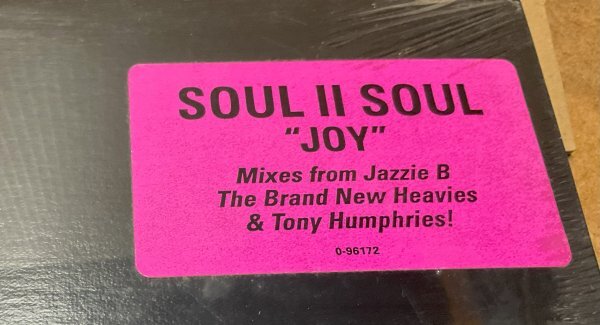 SOUL II SOUL
"JOY"
Mixes from Jazzie B
The Brand New Heavies
& Tony Humphries!
0-96172